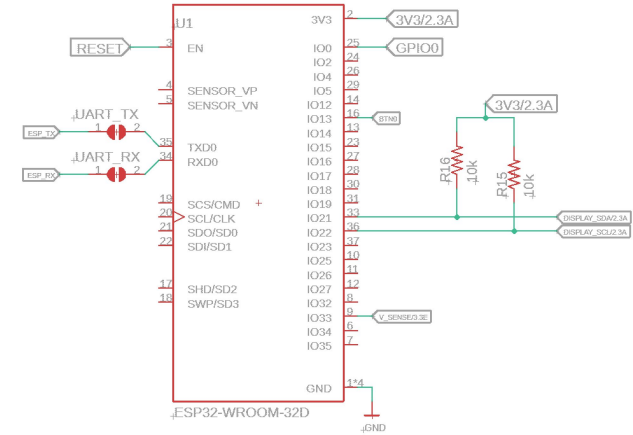 U1
3V3 2 3V3/2.3A
RESET 3 EN
IO0 25 GPIO0
IO2 24
IO4 26
4 SENSOR_VP
IO5 29
5 SENSOR_VN
IO12 14
IO13 16 BTN0
IO14 13
IO15 23
IO16 27
IO17 28
IO18 30
IO19 31
IO21 33 DISPLAY_SDA/2.3A
IO22 36 DISPLAY_SCL/2.3A
IO23 37
IO25 10
IO26 11
IO27 12
IO32 8
IO33 9 V_SENSE/3.3E
IO34 6
IO35 7
UART_TX
ESP_TX 1 2 35 TXD0
UART_RX
ESP_RX 1 2 34 RXD0
19 SCS/CMD
20 SCL/CLK
21 SDO/SD0
22 SDI/SD1
17 SHD/SD2
18 SWP/SD3
3V3/2.3A
R16 10k
R15 10k
GND 1*4
GND
ESP32-WROOM-32D